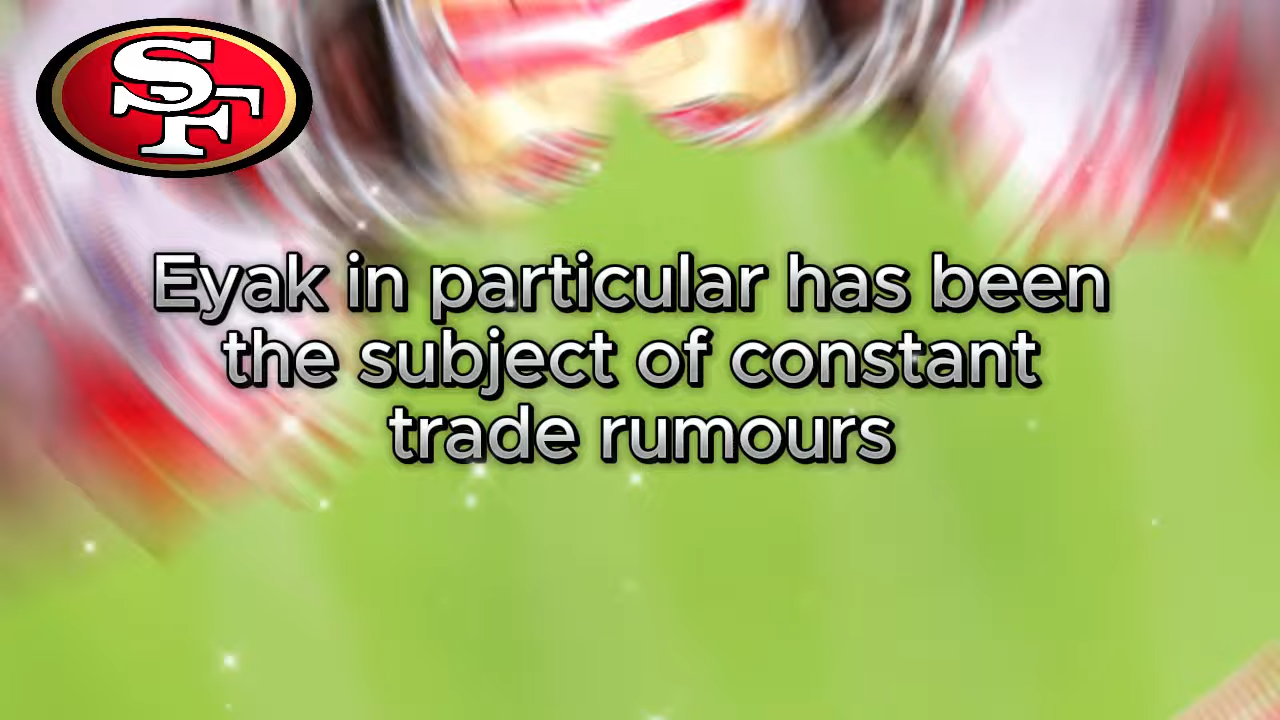 SF
Eyak in particular has been
the subject of constant
trade rumours